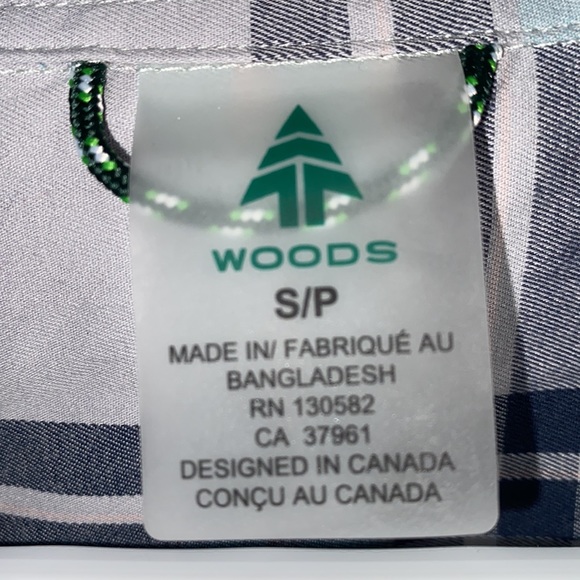 WOODS
S/P
MADE IN/ FABRIQUÉ AU
BANGLADESH
RN 130582
CA 37961
DESIGNED IN CANADA
CONÇU AU CANADA